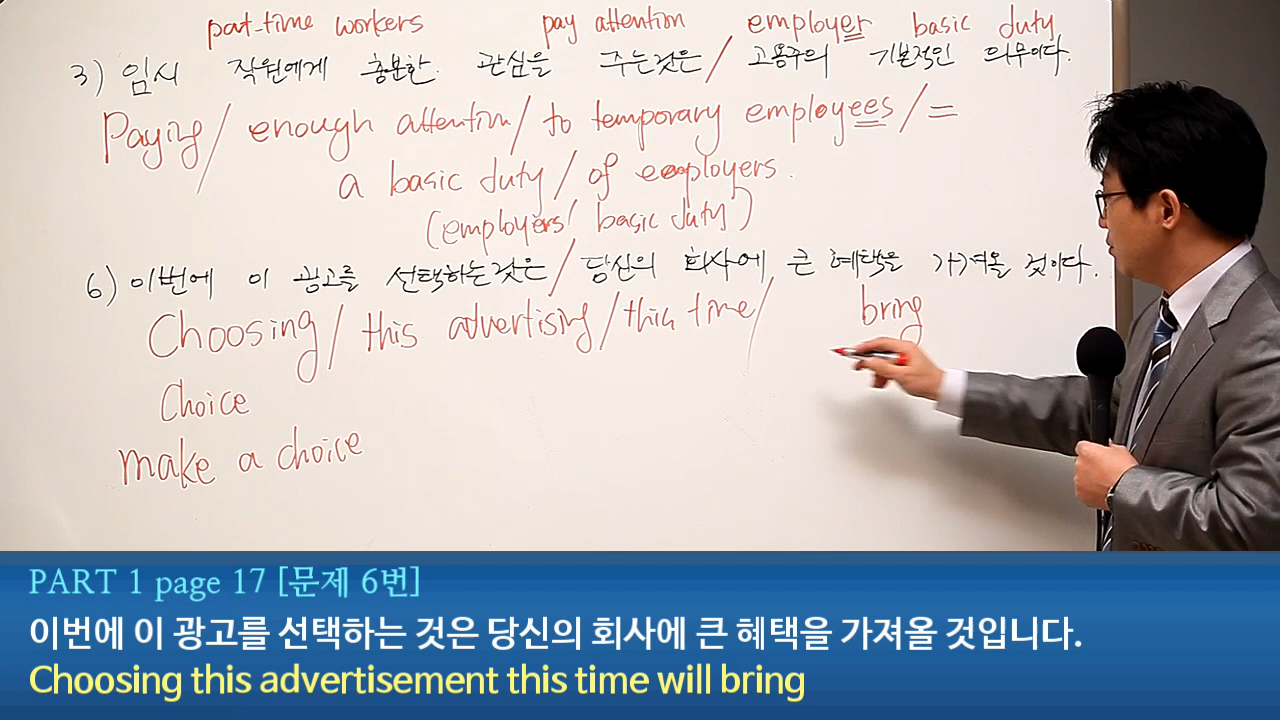 part-time workers pay attention employer basic duty
3) 임시 직원에게 충분한 관심을 주는것은 / 고용주의 기본적인 의무이다.
Paying / enough attention / to temporary employees / =
a basic duty / of employers.
(employers' basic duty)
6) 이번에 이 광고를 선택하는것은 / 당신의 회사에 큰 혜택을 가져올 것이다.
Choosing / this advertising / this time / bring
Choice
make a choice
PART 1 page 17 [문제 6번]
이번에 이 광고를 선택하는 것은 당신의 회사에 큰 혜택을 가져올 것입니다.
Choosing this advertisement this time will bring